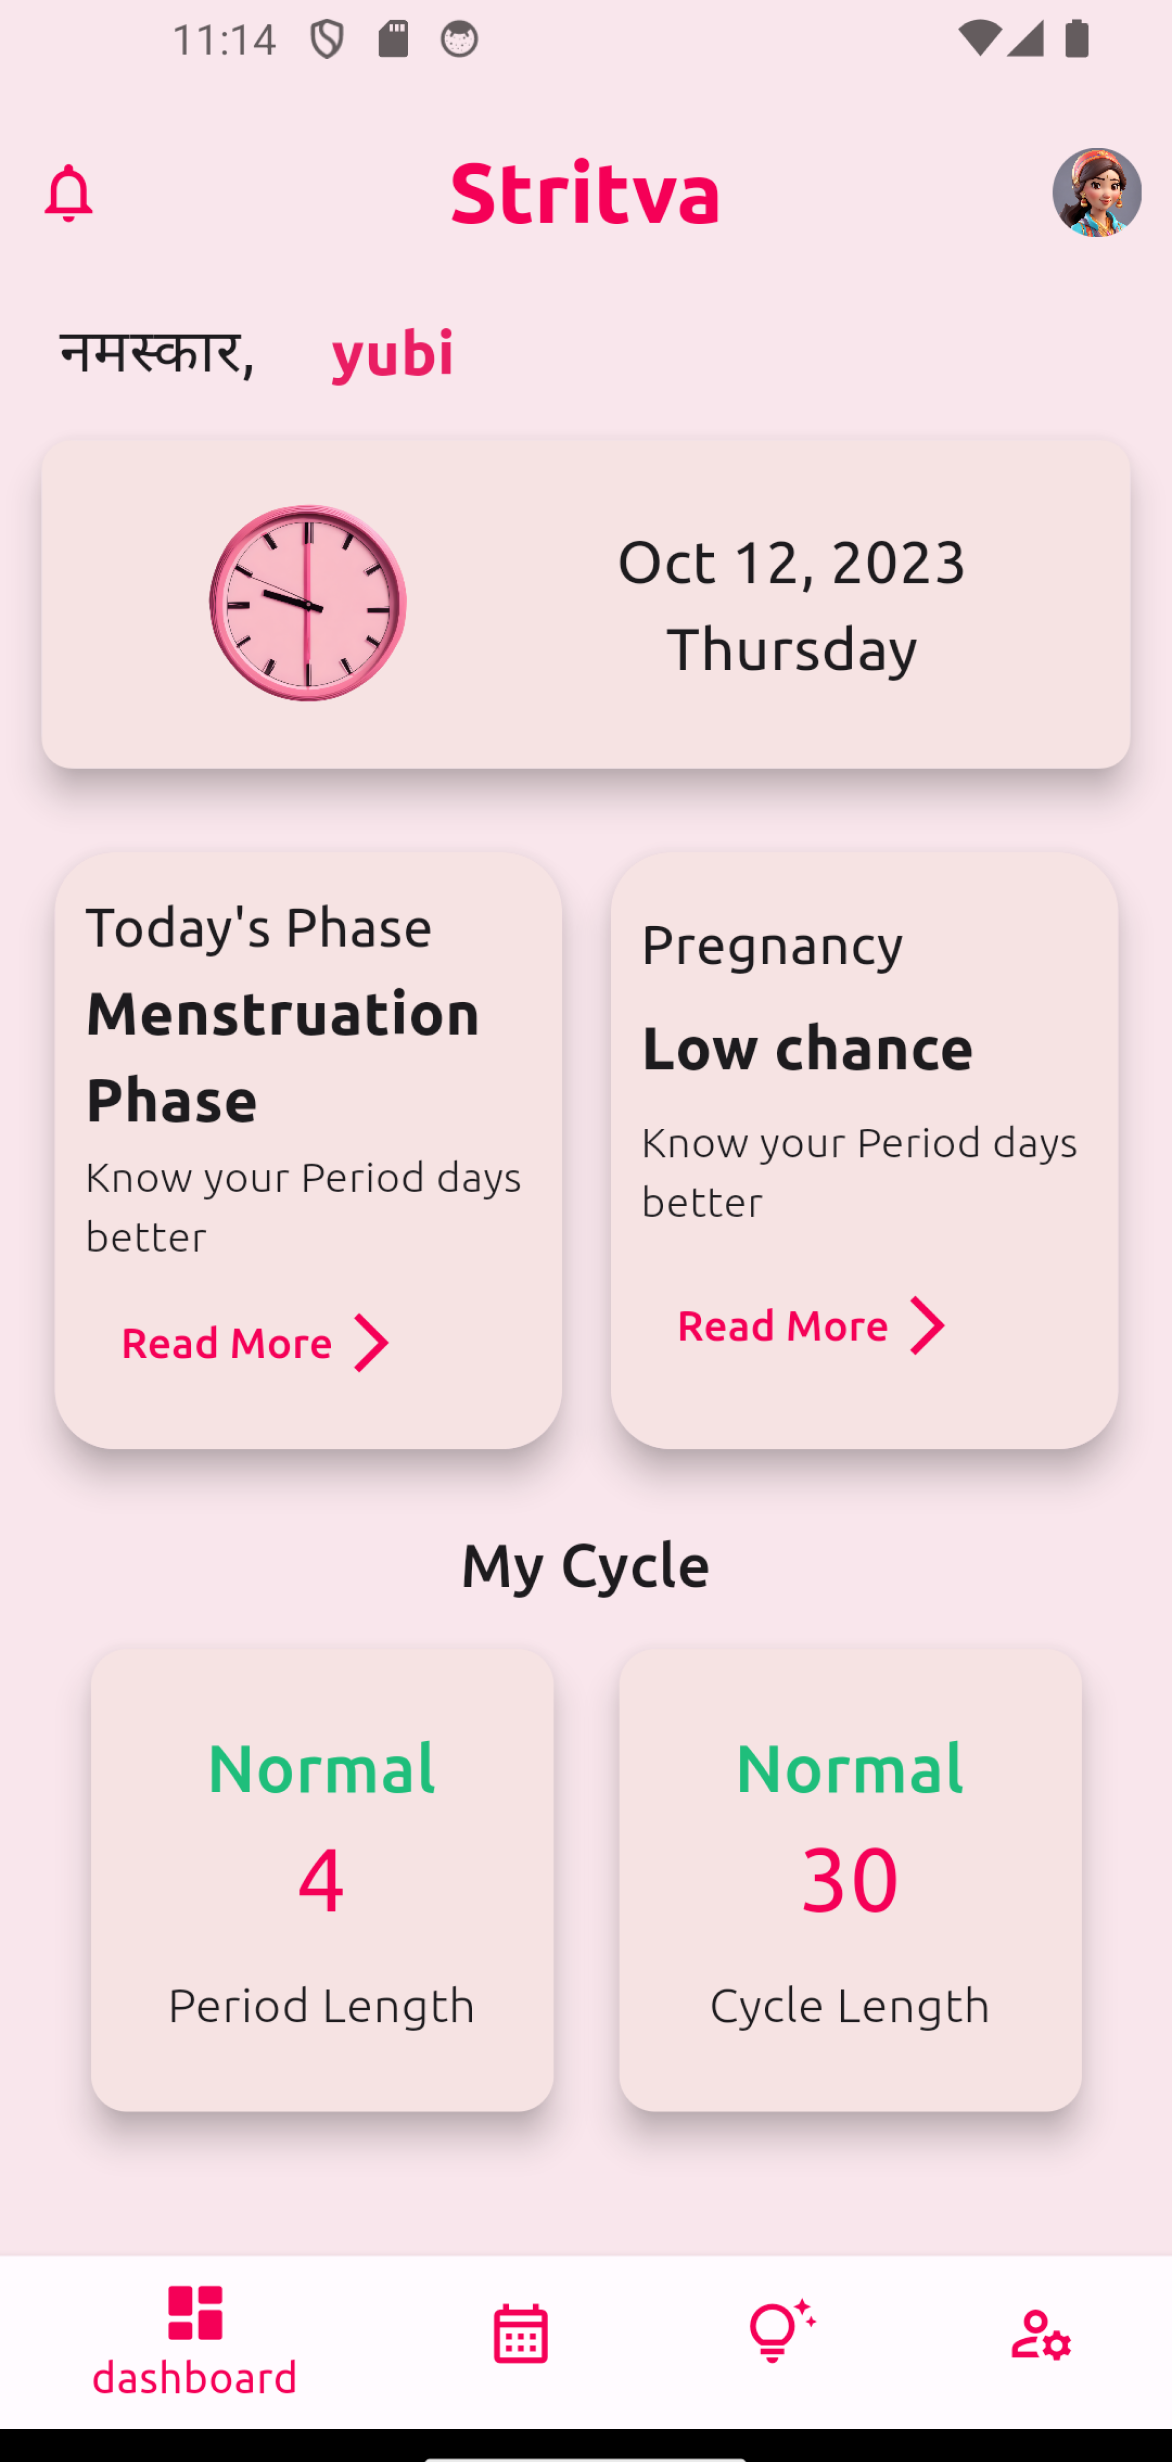 11:14
Stritva
नमस्कार, yubi
Oct 12, 2023
Thursday
Today's Phase
Menstruation
Phase
Know your Period days
better
Read More
Pregnancy
Low chance
Know your Period days
better
Read More
My Cycle
Normal
4
Period Length
Normal
30
Cycle Length
dashboard